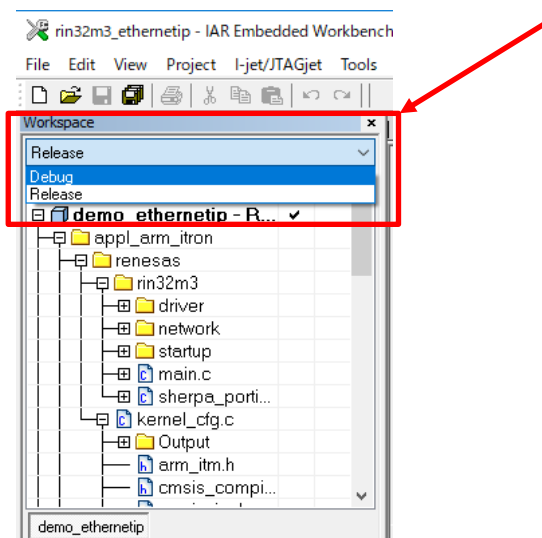 rin32m3_ethernetip - IAR Embedded Workbench
File Edit View Project I-jet/JTAGjet Tools
Workspace
Release
Debug
Release
demo_ethernetip - R...
appl_arm_itron
renesas
rin32m3
driver
network
startup
main.c
sherpa_porti...
kernel_cfg.c
Output
arm_itm.h
cmsis_compi...
demo_ethernetip